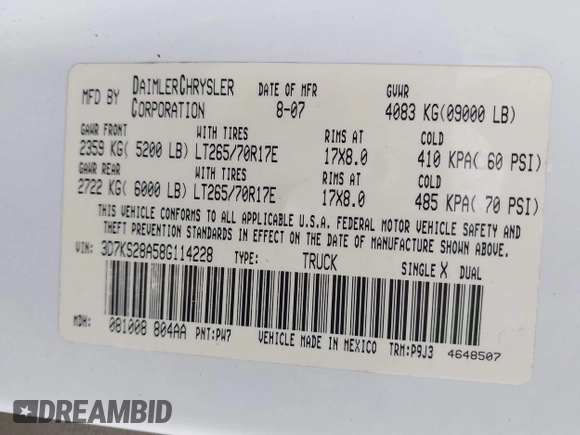 MFD BY DAIMLERCHRYSLER CORPORATION DATE OF MFR 8-07 GVWR 4083 KG(09000 LB)
GAWR FRONT WITH TIRES RIMS AT COLD
2359 KG( 5200 LB) LT265/70R17E 17X8.0 410 KPA( 60 PSI)
GAWR REAR WITH TIRES RIMS AT COLD
2722 KG( 6000 LB) LT265/70R17E 17X8.0 485 KPA( 70 PSI)
THIS VEHICLE CONFORMS TO ALL APPLICABLE U.S.A. FEDERAL MOTOR VEHICLE SAFETY AND
THEFT PREVENTION STANDARDS IN EFFECT ON THE DATE OF MANUFACTURE SHOWN ABOVE.
VIN: 3D7KS28A58G114228 TYPE: TRUCK SINGLE X DUAL
MDH: 081008 804AA PNT:PW7 VEHICLE MADE IN MEXICO TRM:P9J3 4648507
DREAMBID